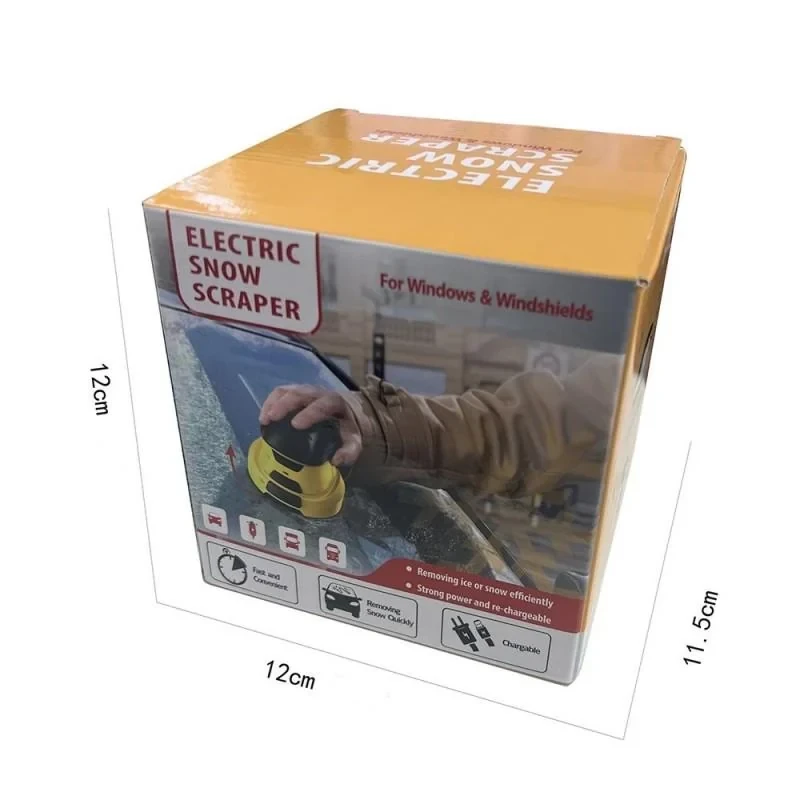 ELECTRIC
SNOW
SCRAPER
For Windows & Windshields
ELECTRIC
SNOW
SCRAPER
For Windows & Windshields
12cm
Removing ice or snow efficiently
Strong power and re-chargeable
Fast and
Convenient
Removing
Snow Quickly
Chargable
12cm
11.5cm